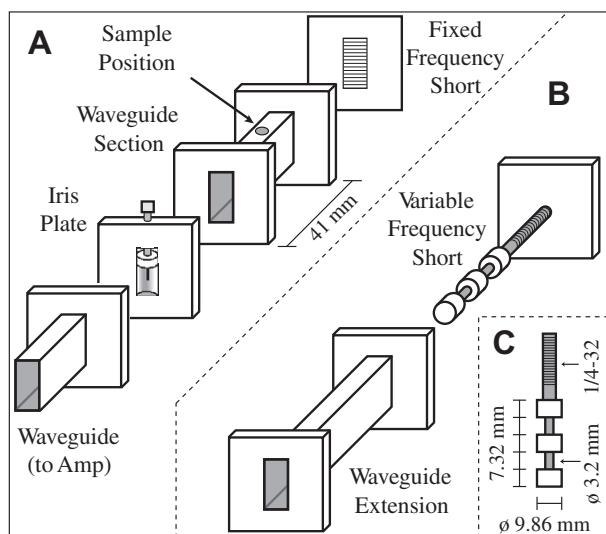 A
Sample
Position
Fixed
Frequency
Short
Waveguide
Section
B
Iris
Plate
41 mm
Variable
Frequency
Short
Waveguide
(to Amp)
Waveguide
Extension
C
1/4-32
7.32 mm
ø 3.2 mm
ø 9.86 mm